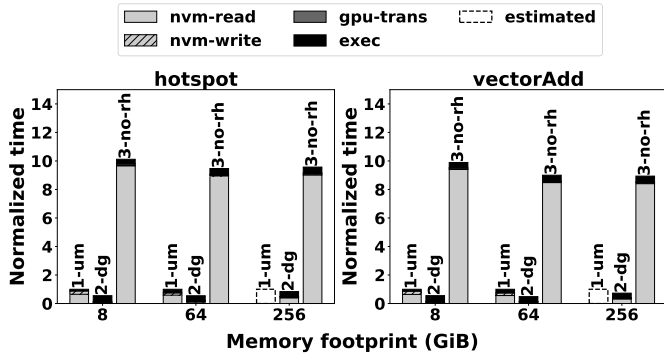 nvm-read gpu-trans estimated
nvm-write exec
hotspot
Normalized time
14
12
10
8
6
4
2
0
1-um
2-dg
3-no-rh
1-um
2-dg
3-no-rh
1-um
2-dg
3-no-rh
8 64 256
vectorAdd
Normalized time
14
12
10
8
6
4
2
0
1-um
2-dg
3-no-rh
1-um
2-dg
3-no-rh
1-um
2-dg
3-no-rh
8 64 256
Memory footprint (GiB)